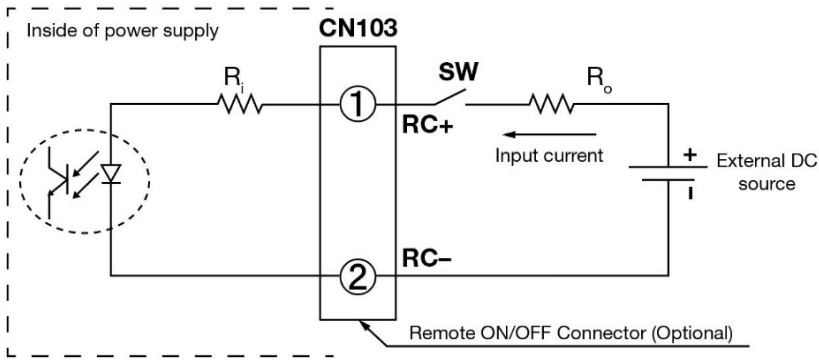 Inside of power supply
CN103
Ri
①
SW
Ro
RC+
Input current
+
External DC
source
−
RC−
②
Remote ON/OFF Connector (Optional)